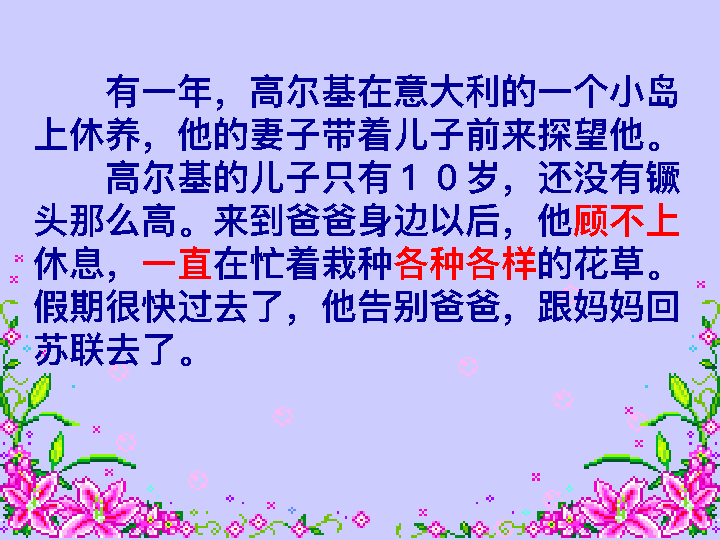 有一年，高尔基在意大利的一个小岛
上休养，他的妻子带着儿子前来探望他。
高尔基的儿子只有１０岁，还没有镢
头那么高。来到爸爸身边以后，他顾不上
休息，一直在忙着栽种各种各样的花草。
假期很快过去了，他告别爸爸，跟妈妈回
苏联去了。